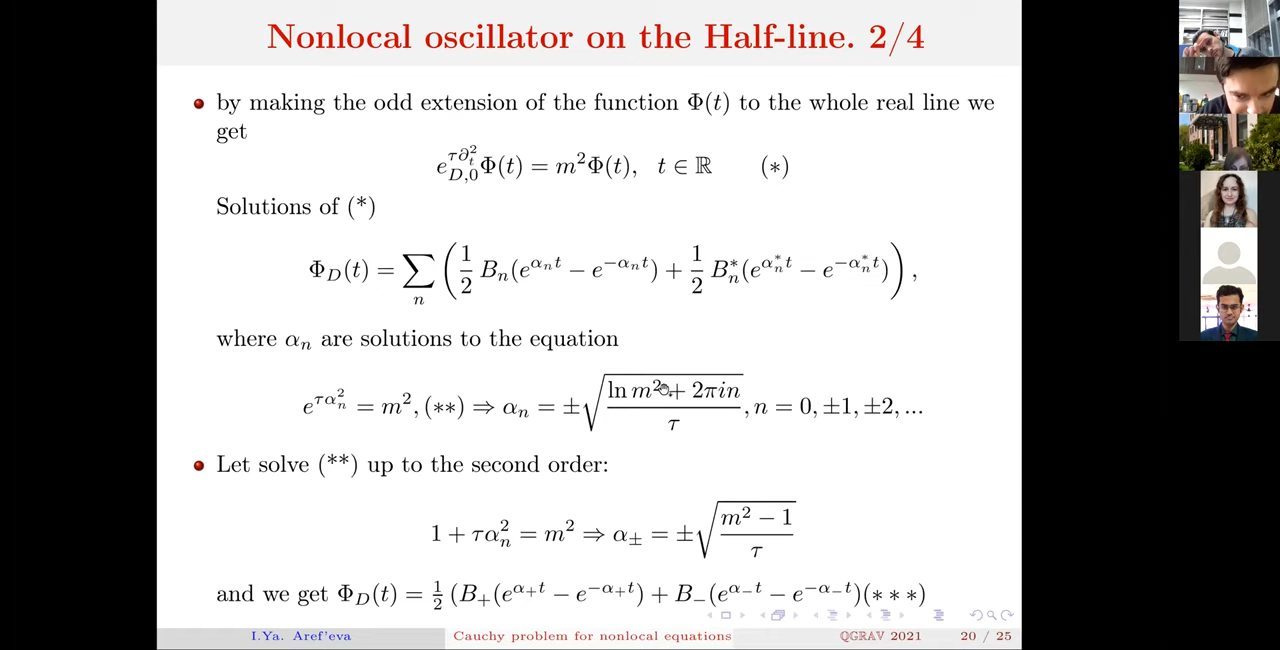 Nonlocal oscillator on the Half-line. 2/4
by making the odd extension of the function Φ(t) to the whole real line we
get
e_{D,0}^{τ∂_t^2}Φ(t) = m^2Φ(t), t ∈ ℝ (*)
Solutions of (*)
Φ_D(t) = ∑_n (1/2 B_n(e^{α_n t} − e^{−α_n t}) + 1/2 B_n^*(e^{α_n^* t} − e^{−α_n^* t})),
where α_n are solutions to the equation
e^{τα_n^2} = m^2, (**) ⇒ α_n = ±√((ln m^2 + 2πin)/τ), n = 0, ±1, ±2, ...
Let solve (**) up to the second order:
1 + τα_n^2 = m^2 ⇒ α_± = ±√((m^2 − 1)/τ)
and we get Φ_D(t) = 1/2 (B_+(e^{α_+ t} − e^{−α_+ t}) + B_−(e^{α_− t} − e^{−α_− t})(* * *)
I.Ya. Aref'eva Cauchy problem for nonlocal equations QGRAV 2021 20 / 25